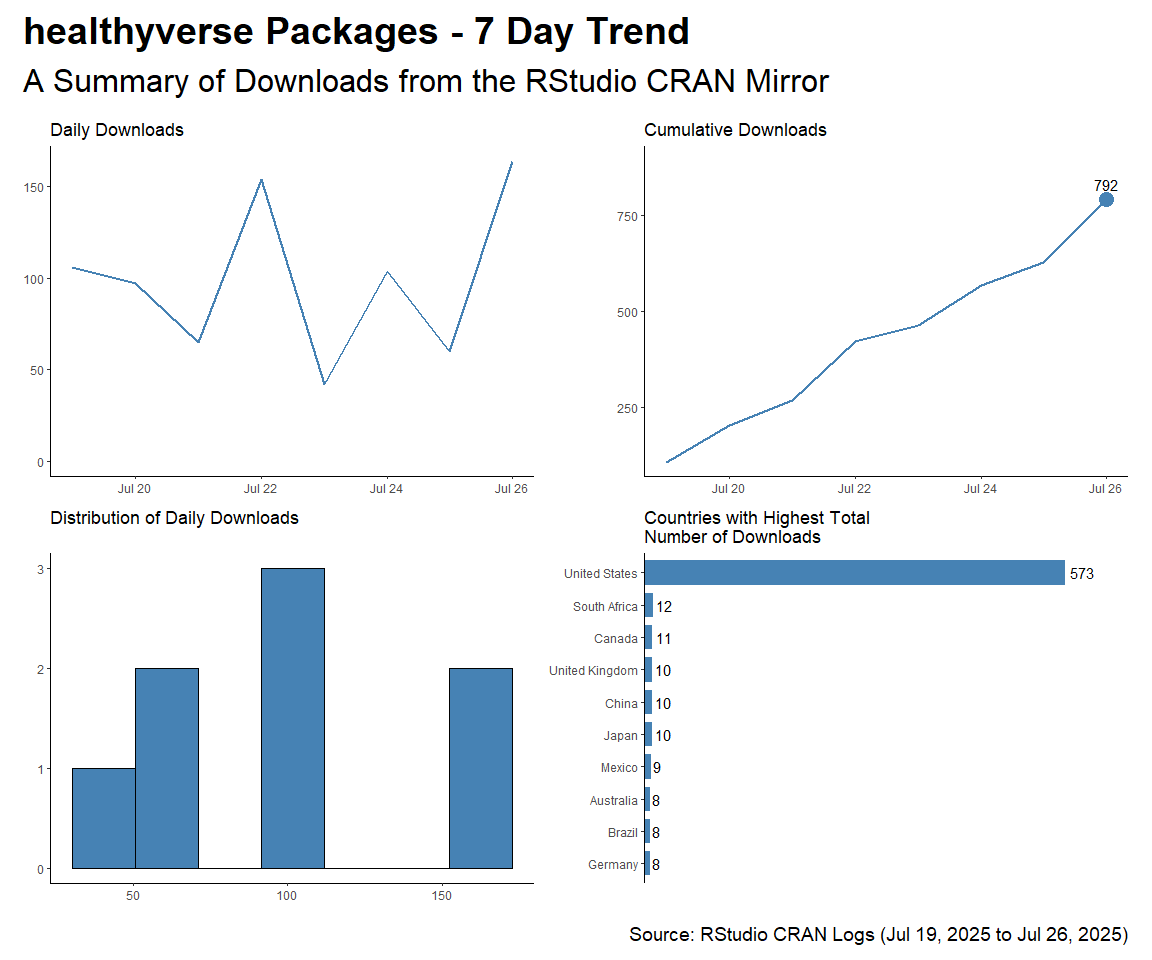 healthyverse Packages - 7 Day Trend
A Summary of Downloads from the RStudio CRAN Mirror
Daily Downloads
150
100
50
0
Jul 20
Jul 22
Jul 24
Jul 26
Cumulative Downloads
792
750
500
250
Jul 20
Jul 22
Jul 24
Jul 26
Distribution of Daily Downloads
3
2
1
0
50
100
150
Countries with Highest Total
Number of Downloads
United States 573
South Africa 12
Canada 11
United Kingdom 10
China 10
Japan 10
Mexico 9
Australia 8
Brazil 8
Germany 8
Source: RStudio CRAN Logs (Jul 19, 2025 to Jul 26, 2025)